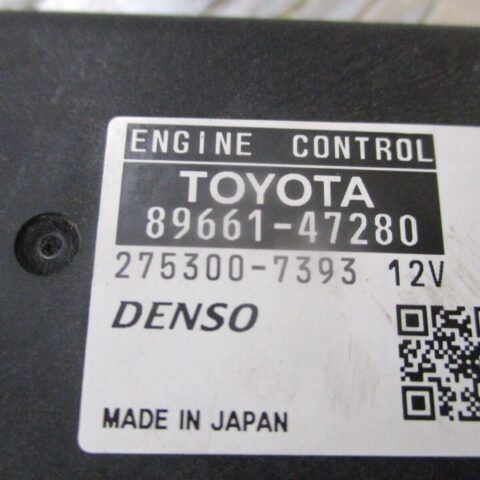 ENGINE CONTROL
TOYOTA
89661-47280
275300-7393 12V
DENSO
MADE IN JAPAN